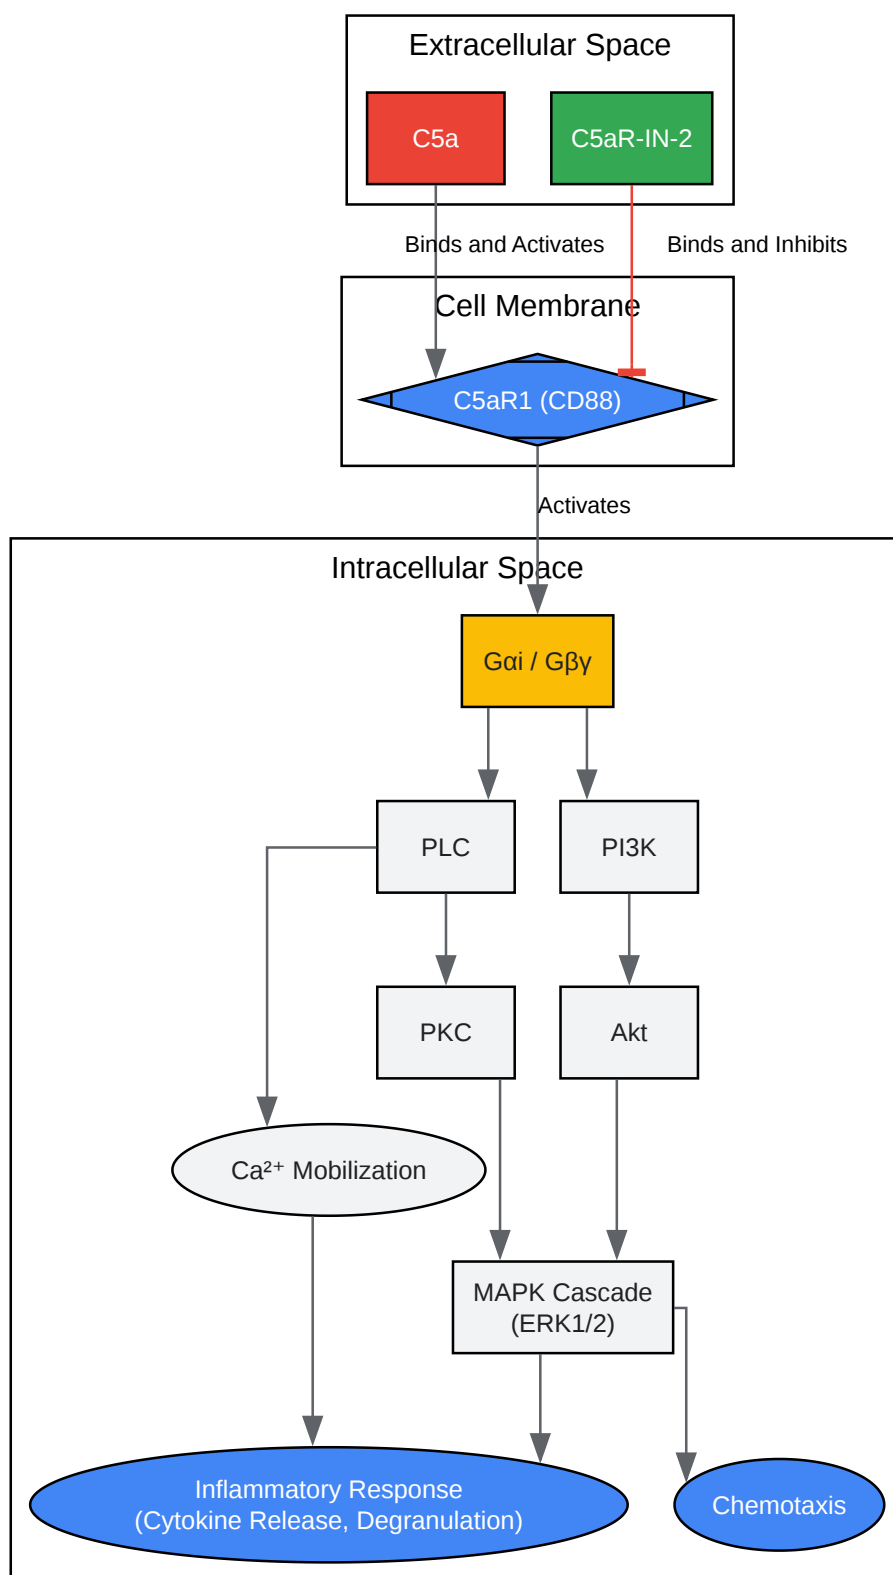 Extracellular Space
C5a
C5aR-IN-2
Binds and Activates
Binds and Inhibits
Cell Membrane
C5aR1 (CD88)
Activates
Intracellular Space
Gαi / Gβγ
PLC
PI3K
PKC
Akt
Ca²⁺ Mobilization
MAPK Cascade
(ERK1/2)
Inflammatory Response
(Cytokine Release, Degranulation)
Chemotaxis